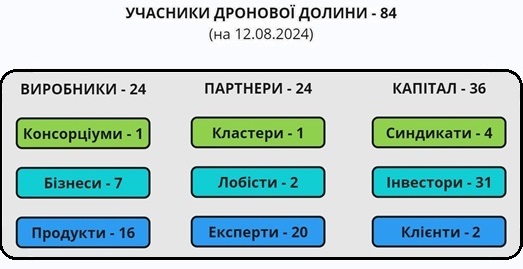 УЧАСНИКИ ДРОНОВОЇ ДОЛИНИ - 84
(на 12.08.2024)
ВИРОБНИКИ - 24 ПАРТНЕРИ - 24 КАПІТАЛ - 36
Консорціуми - 1 Кластери - 1 Синдикати - 4
Бізнеси - 7 Лобісти - 2 Інвестори - 31
Продукти - 16 Експерти - 20 Клієнти - 2